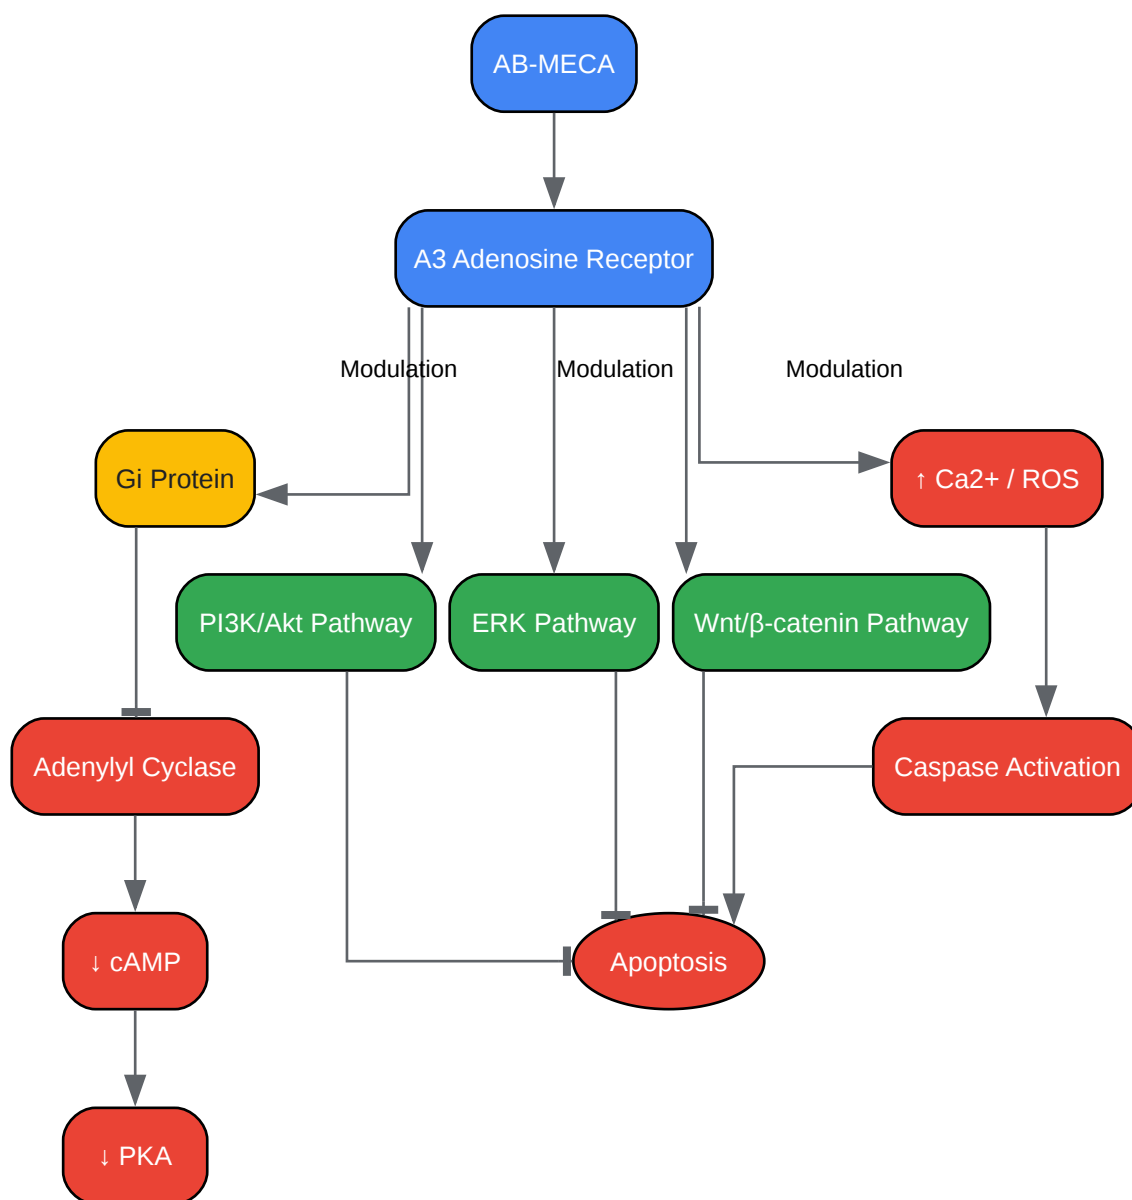 AB-MECA
A3 Adenosine Receptor
Modulation
Modulation
Modulation
Gi Protein
↑ Ca2+ / ROS
PI3K/Akt Pathway
ERK Pathway
Wnt/β-catenin Pathway
Adenylyl Cyclase
Caspase Activation
↓ cAMP
Apoptosis
↓ PKA